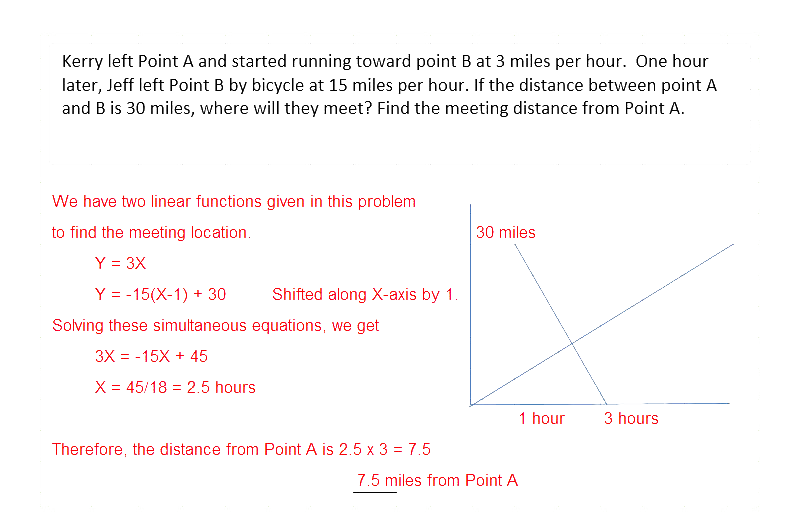 Kerry left Point A and started running toward point B at 3 miles per hour.  One hour
later, Jeff left Point B by bicycle at 15 miles per hour. If the distance between point A
and B is 30 miles, where will they meet? Find the meeting distance from Point A.
We have two linear functions given in this problem
to find the meeting location.
30 miles
Y = 3X
Y = -15(X-1) + 30 Shifted along X-axis by 1.
Solving these simultaneous equations, we get
3X = -15X + 45
X = 45/18 = 2.5 hours
1 hour 3 hours
Therefore, the distance from Point A is 2.5 x 3 = 7.5
7.5 miles from Point A